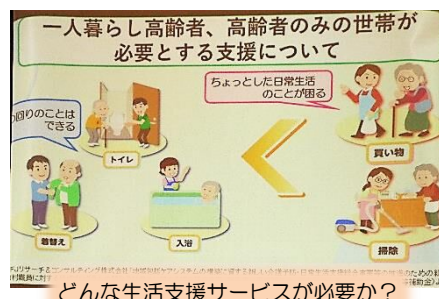 一人暮らし高齢者、高齢者のみの世帯が
必要とする支援について
ちょっとした日常生活
のことが困る
回りのことは
できる
トイレ
買い物
着替え
入浴
掃除
どんな生活支援サービスが必要か？